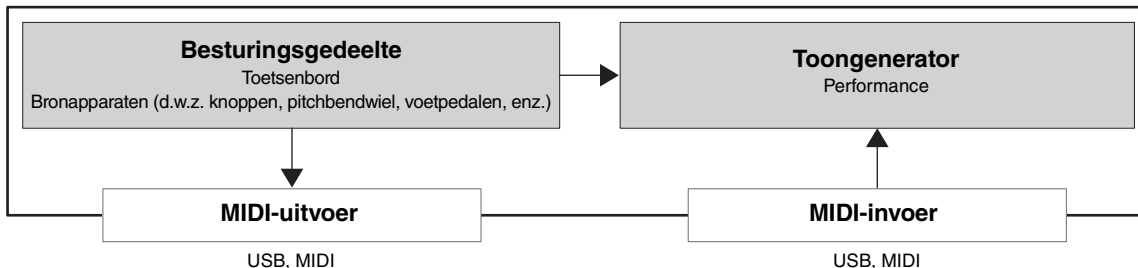 Besturingsgedeelte
Toetsenbord
Bronapparaten (d.w.z. knoppen, pitchbendwiel, voetpedalen, enz.)
Toongenerator
Performance
MIDI-uitvoer
USB, MIDI
MIDI-invoer
USB, MIDI